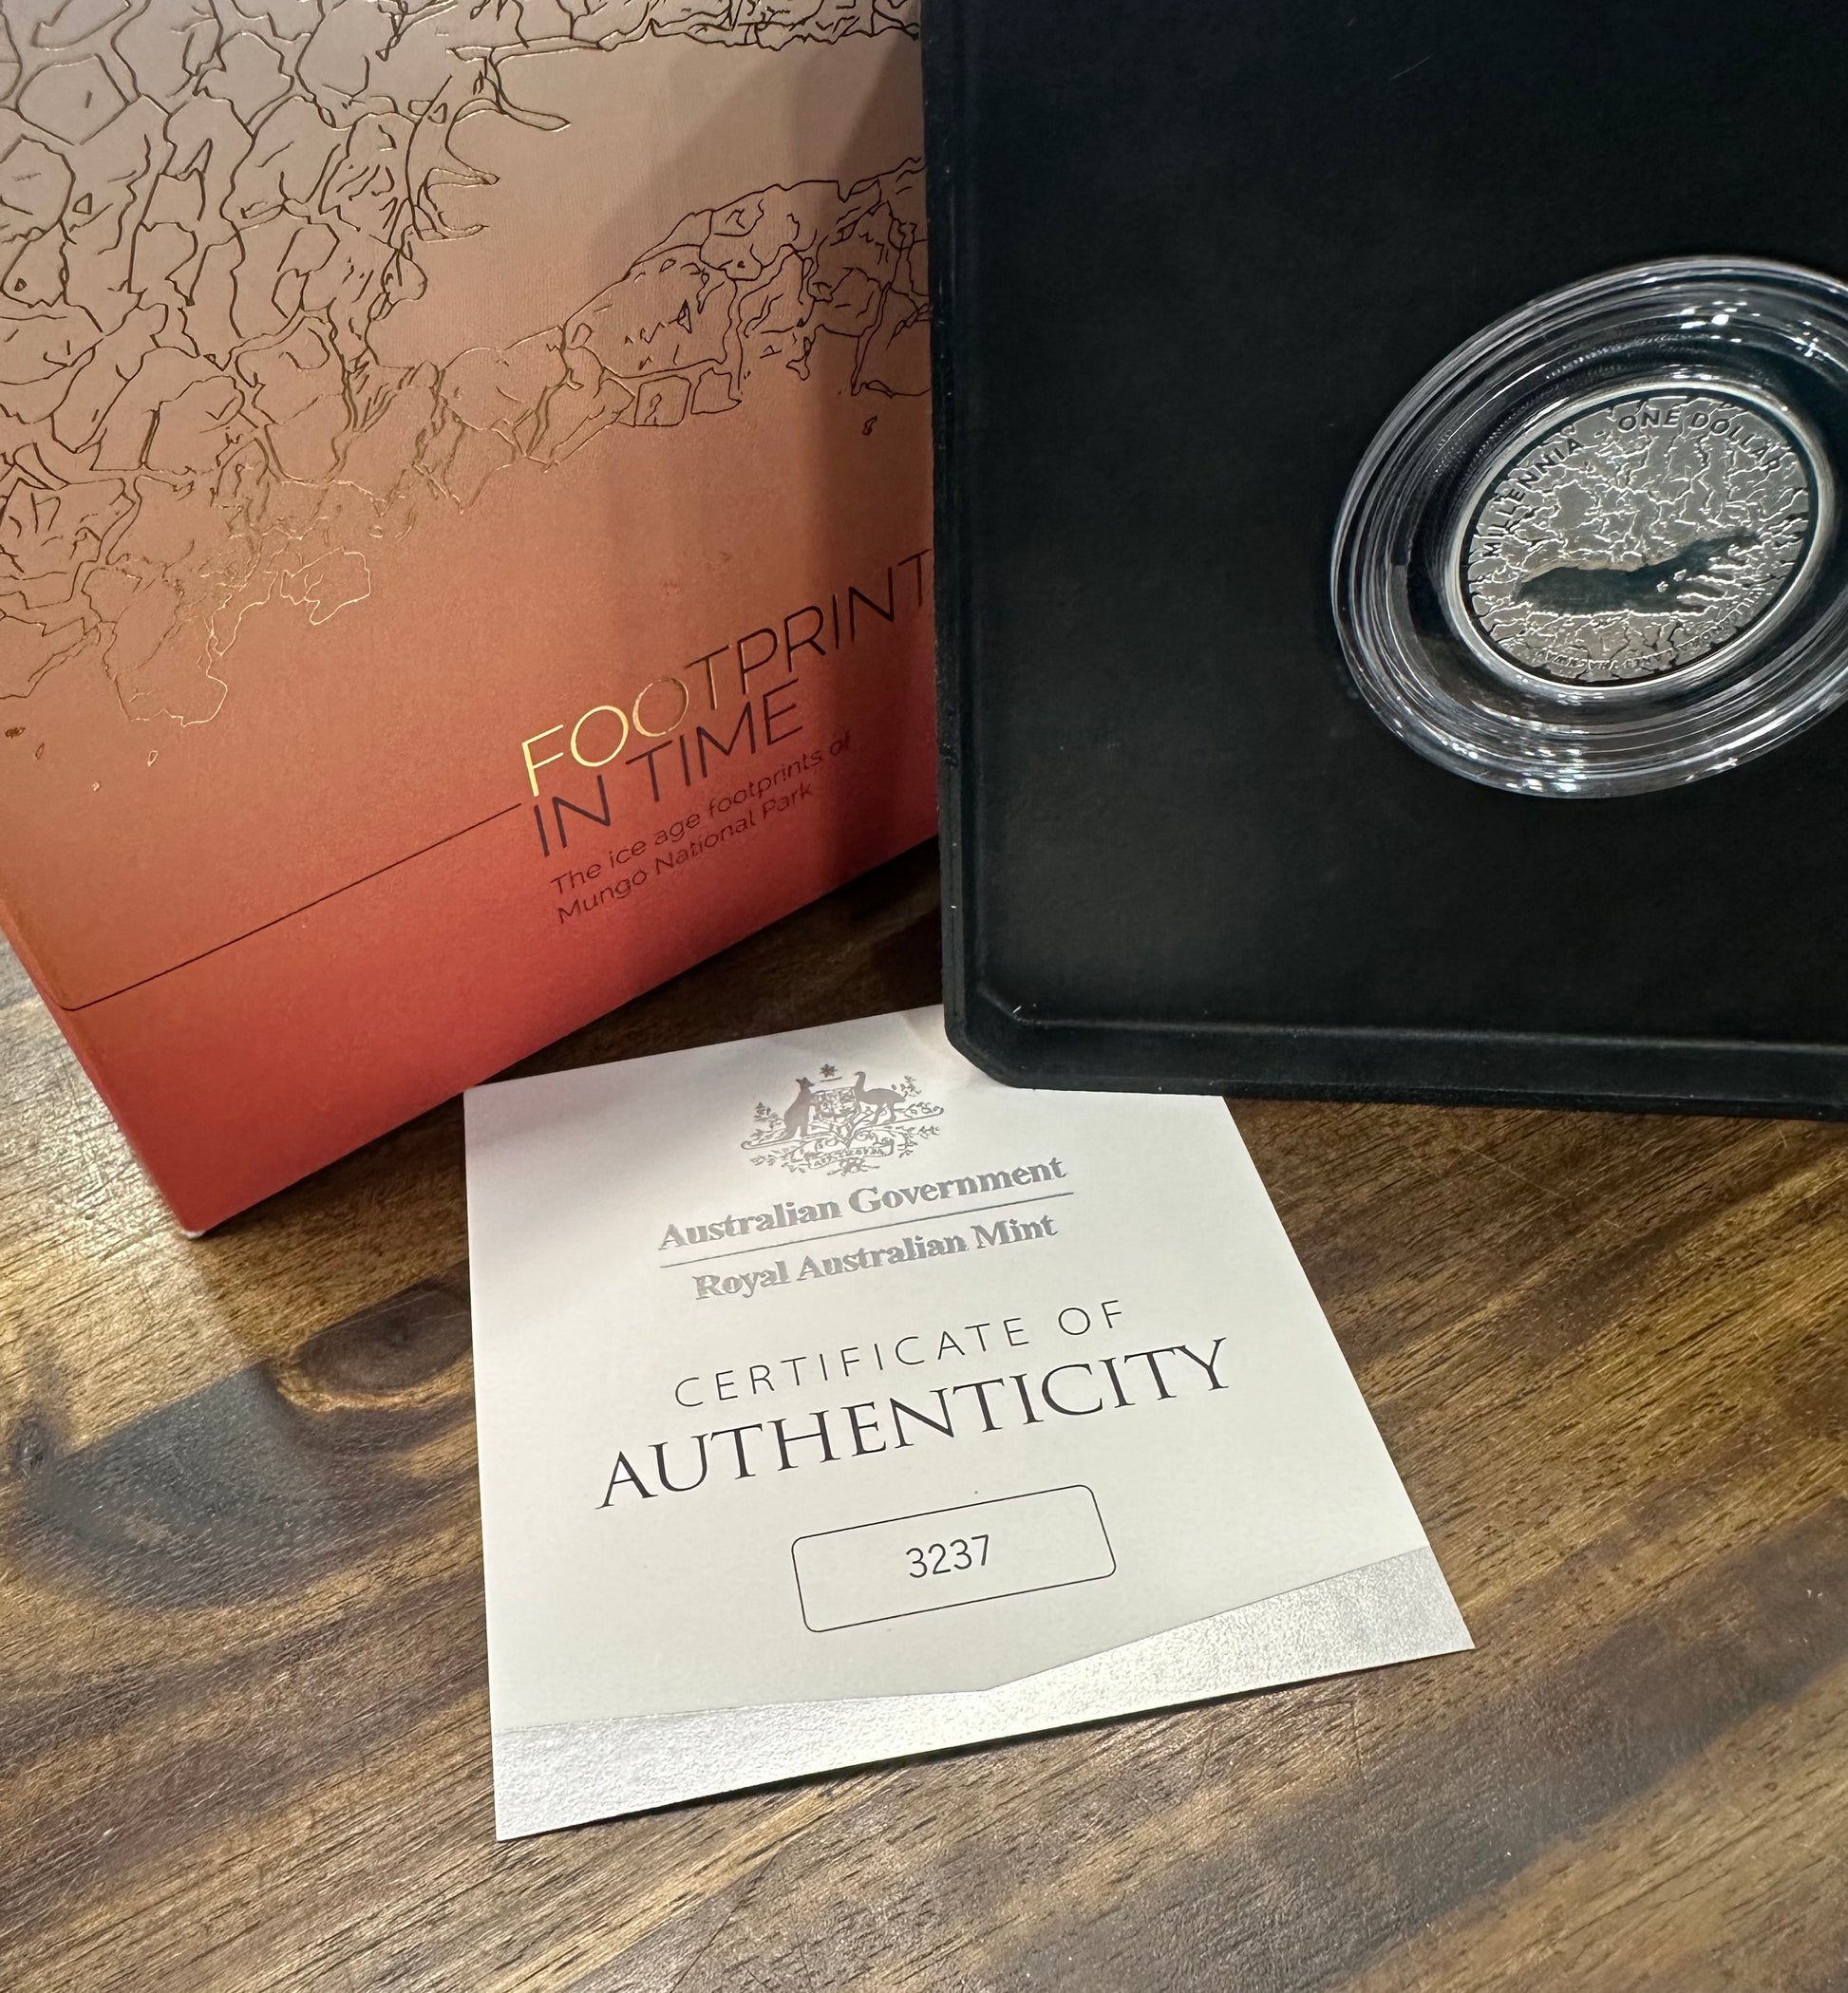 FOOTPRINT
IN TIME
The ice age footprints of
Mungo National Park
MILLENNIA - ONE DOLLAR
AUSTRALIA
Australian Government
Royal Australian Mint
CERTIFICATE OF
AUTHENTICITY
3237